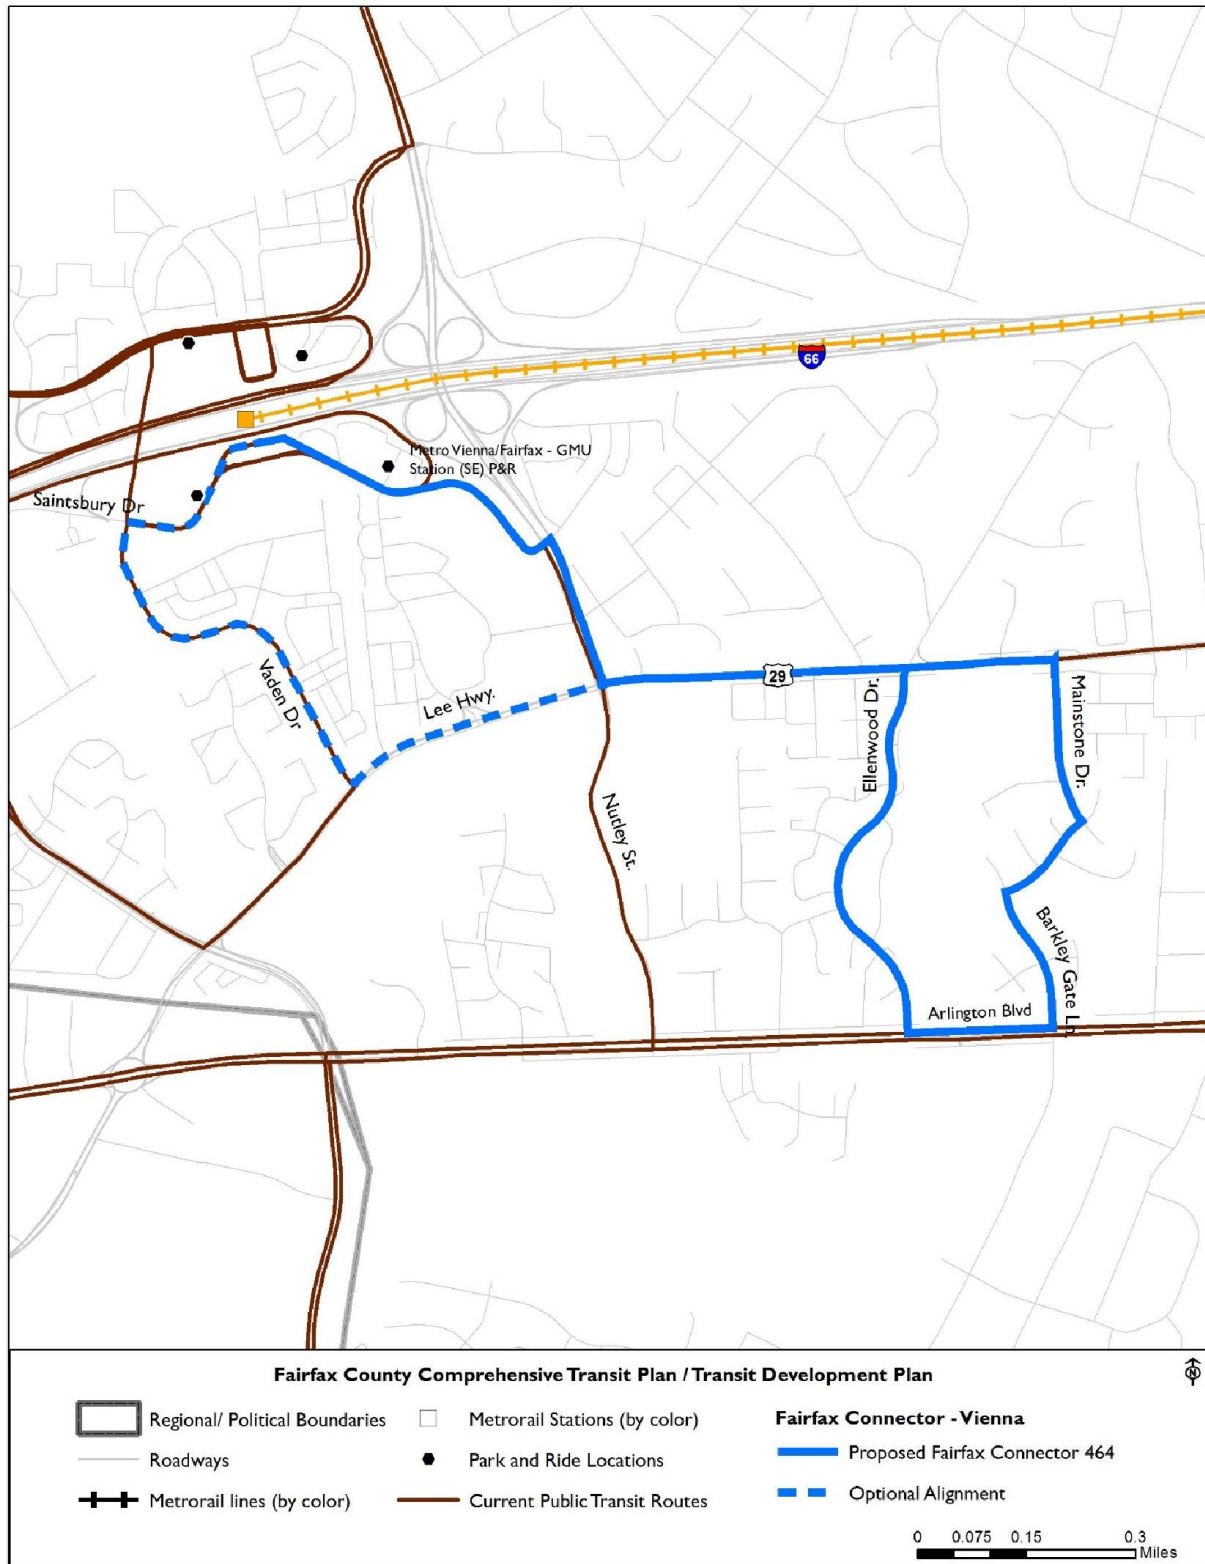 66
Metro Vienna/Fairfax - GMU
Station (SE) P&R
Saintsbury Dr
Vaden Dr
Lee Hwy.
29
Ellenwood Dr.
Mainstone Dr.
Nutley St.
Barkley Gate Ln
Arlington Blvd
Fairfax County Comprehensive Transit Plan / Transit Development Plan
N
Regional/ Political Boundaries
Metrorail Stations (by color)
Fairfax Connector - Vienna
Roadways
Park and Ride Locations
Proposed Fairfax Connector 464
Metrorail lines (by color)
Current Public Transit Routes
Optional Alignment
0 0.075 0.15 0.3
Miles